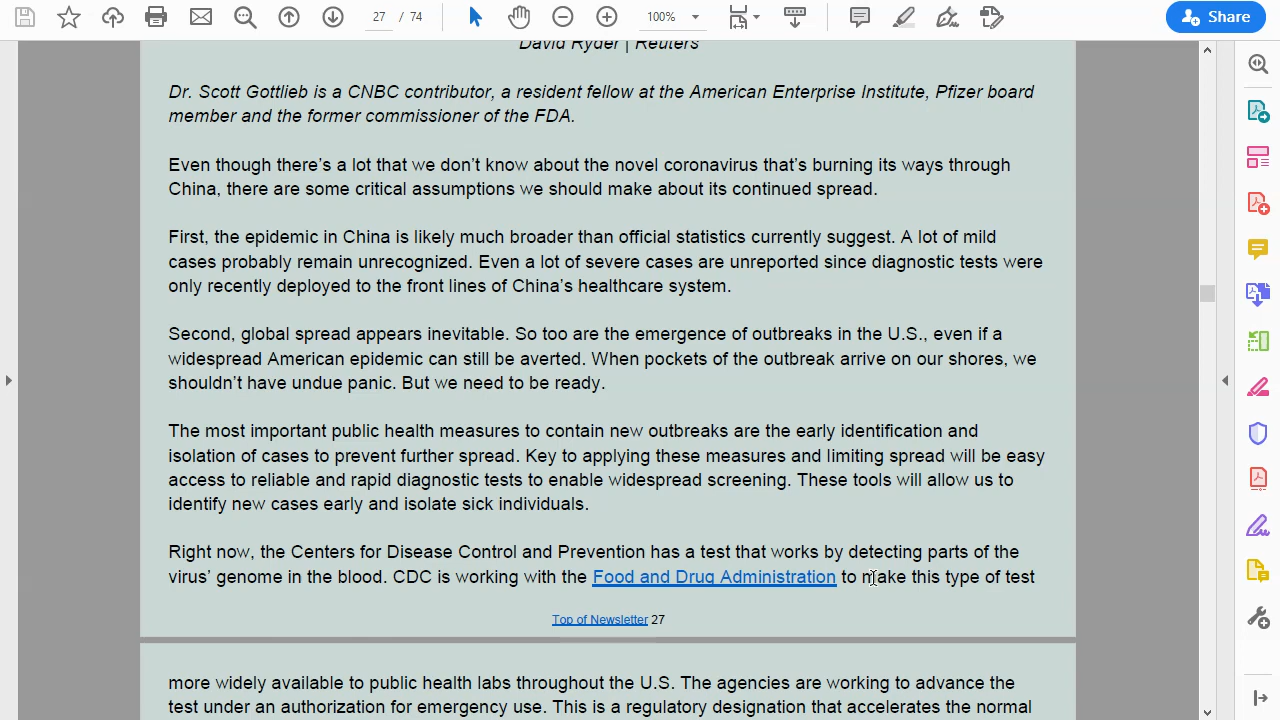 27 / 74
100%
Share
David Ryder | Reuters
Dr. Scott Gottlieb is a CNBC contributor, a resident fellow at the American Enterprise Institute, Pfizer board
member and the former commissioner of the FDA.
Even though there's a lot that we don't know about the novel coronavirus that's burning its ways through
China, there are some critical assumptions we should make about its continued spread.
First, the epidemic in China is likely much broader than official statistics currently suggest. A lot of mild
cases probably remain unrecognized. Even a lot of severe cases are unreported since diagnostic tests were
only recently deployed to the front lines of China's healthcare system.
Second, global spread appears inevitable. So too are the emergence of outbreaks in the U.S., even if a
widespread American epidemic can still be averted. When pockets of the outbreak arrive on our shores, we
shouldn't have undue panic. But we need to be ready.
The most important public health measures to contain new outbreaks are the early identification and
isolation of cases to prevent further spread. Key to applying these measures and limiting spread will be easy
access to reliable and rapid diagnostic tests to enable widespread screening. These tools will allow us to
identify new cases early and isolate sick individuals.
Right now, the Centers for Disease Control and Prevention has a test that works by detecting parts of the
virus' genome in the blood. CDC is working with the Food and Drug Administration to make this type of test
Top of Newsletter 27
more widely available to public health labs throughout the U.S. The agencies are working to advance the
test under an authorization for emergency use. This is a regulatory designation that accelerates the normal